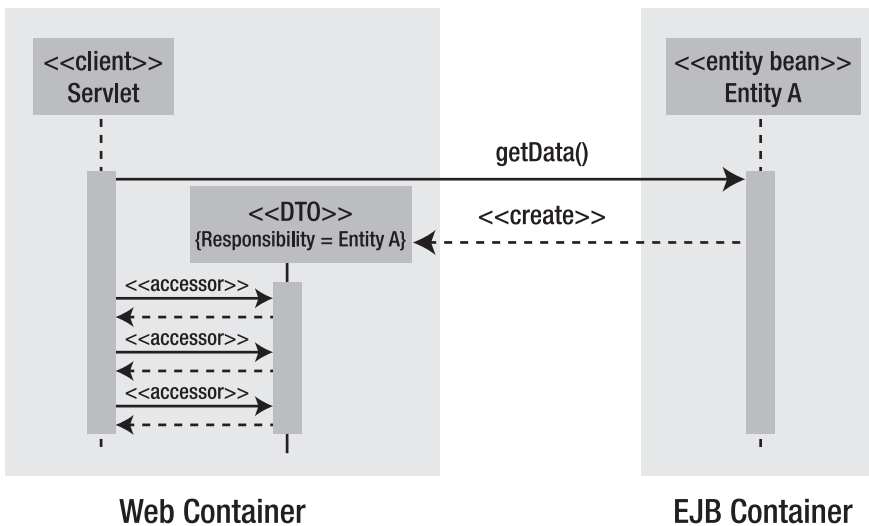 <<client>>
Servlet
<<entity bean>>
Entity A
getData()
<<DTO>>
{Responsibility = Entity A}
<<create>>
<<accessor>>
<<accessor>>
<<accessor>>
Web Container
EJB Container